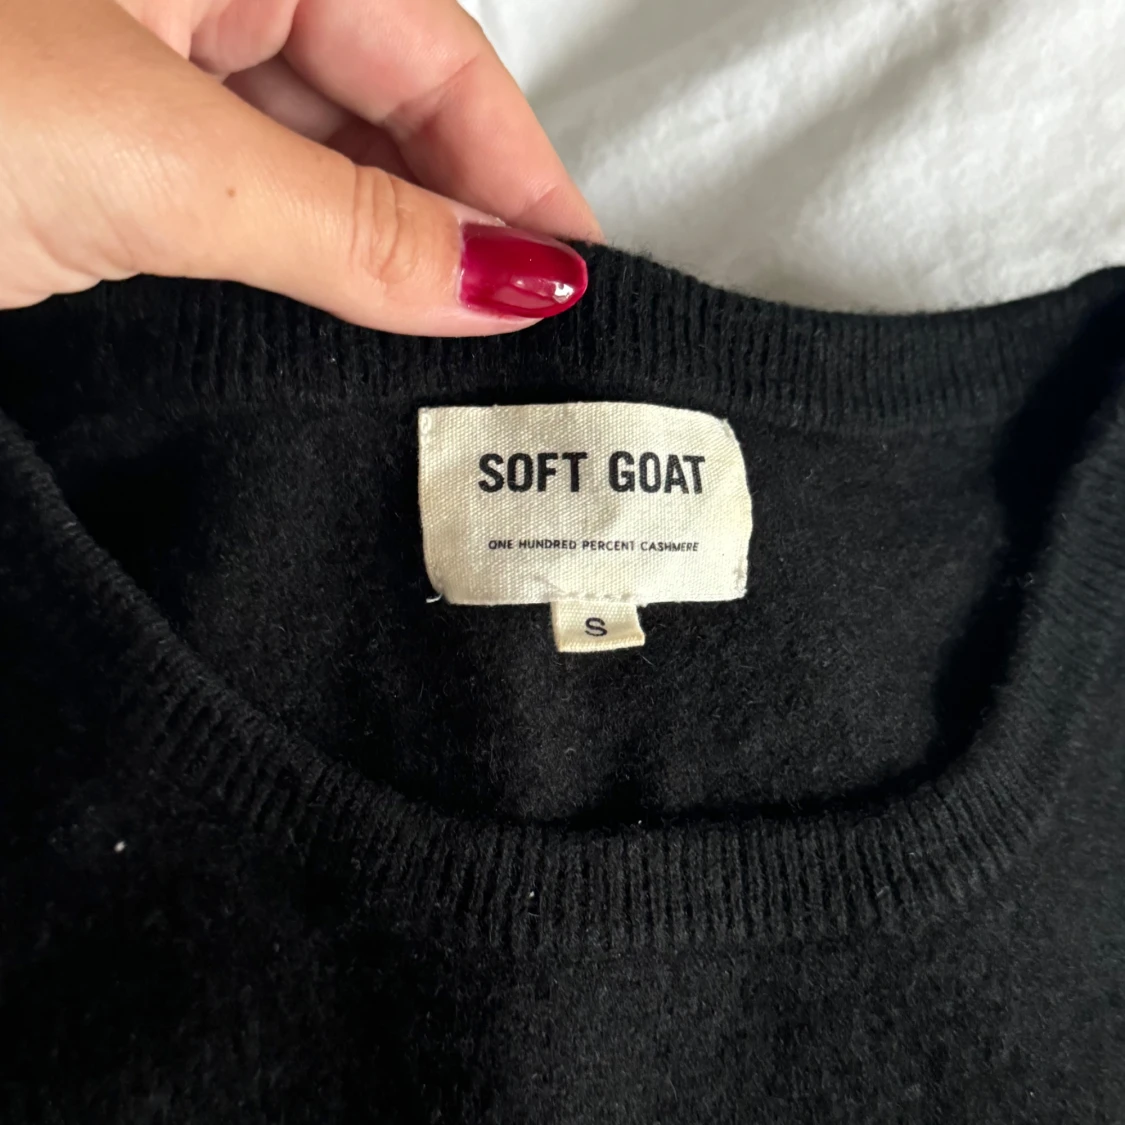 SOFT GOAT
ONE HUNDRED PERCENT CASHMERE
S